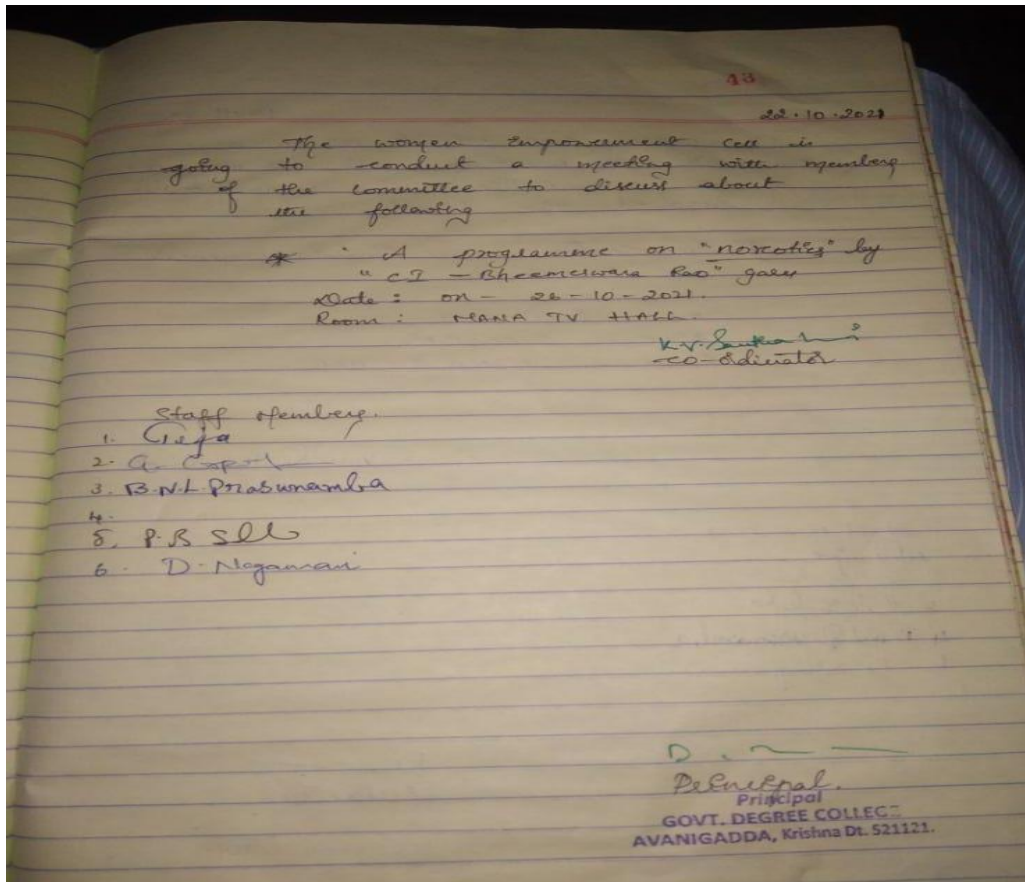 43
22.10.2021
The women Empowerment cell is
going to conduct a meeting with members
of the committee to discuss about
the following
* " A programme on "norcotics" by
"CI - Bheemeswara Rao" garu
Date : on - 26-10-2021.
Room : MANA TV HALL.
K.V.
co-ordinator
Staff Members.
1.
2. G.
3. B.N.L. Prasunamba
4.
5. P.B
6. D. Nagamani
D.
Principal.
Principal
GOVT. DEGREE COLLEGE
AVANIGADDA, Krishna Dt. 521121.